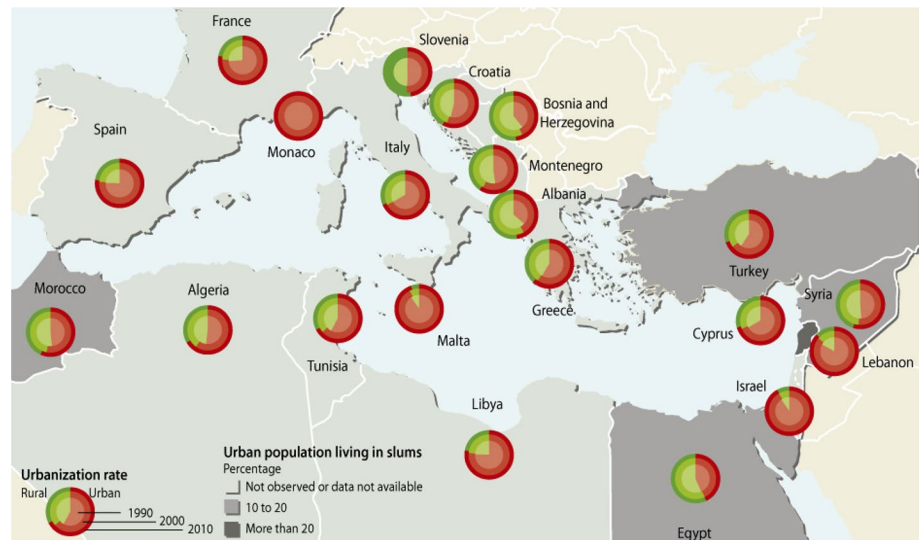 France
Slovenia
Croatia
Bosnia and
Herzegovina
Spain
Monaco
Italy
Montenegro
Albania
Turkey
Morocco
Algeria
Syria
Greece
Cyprus
Malta
Tunisia
Lebanon
Israel
Libya
Egypt
Urbanization rate
Rural
Urban
1990
2000
2010
Urban population living in slums
Percentage
Not observed or data not available
10 to 20
More than 20